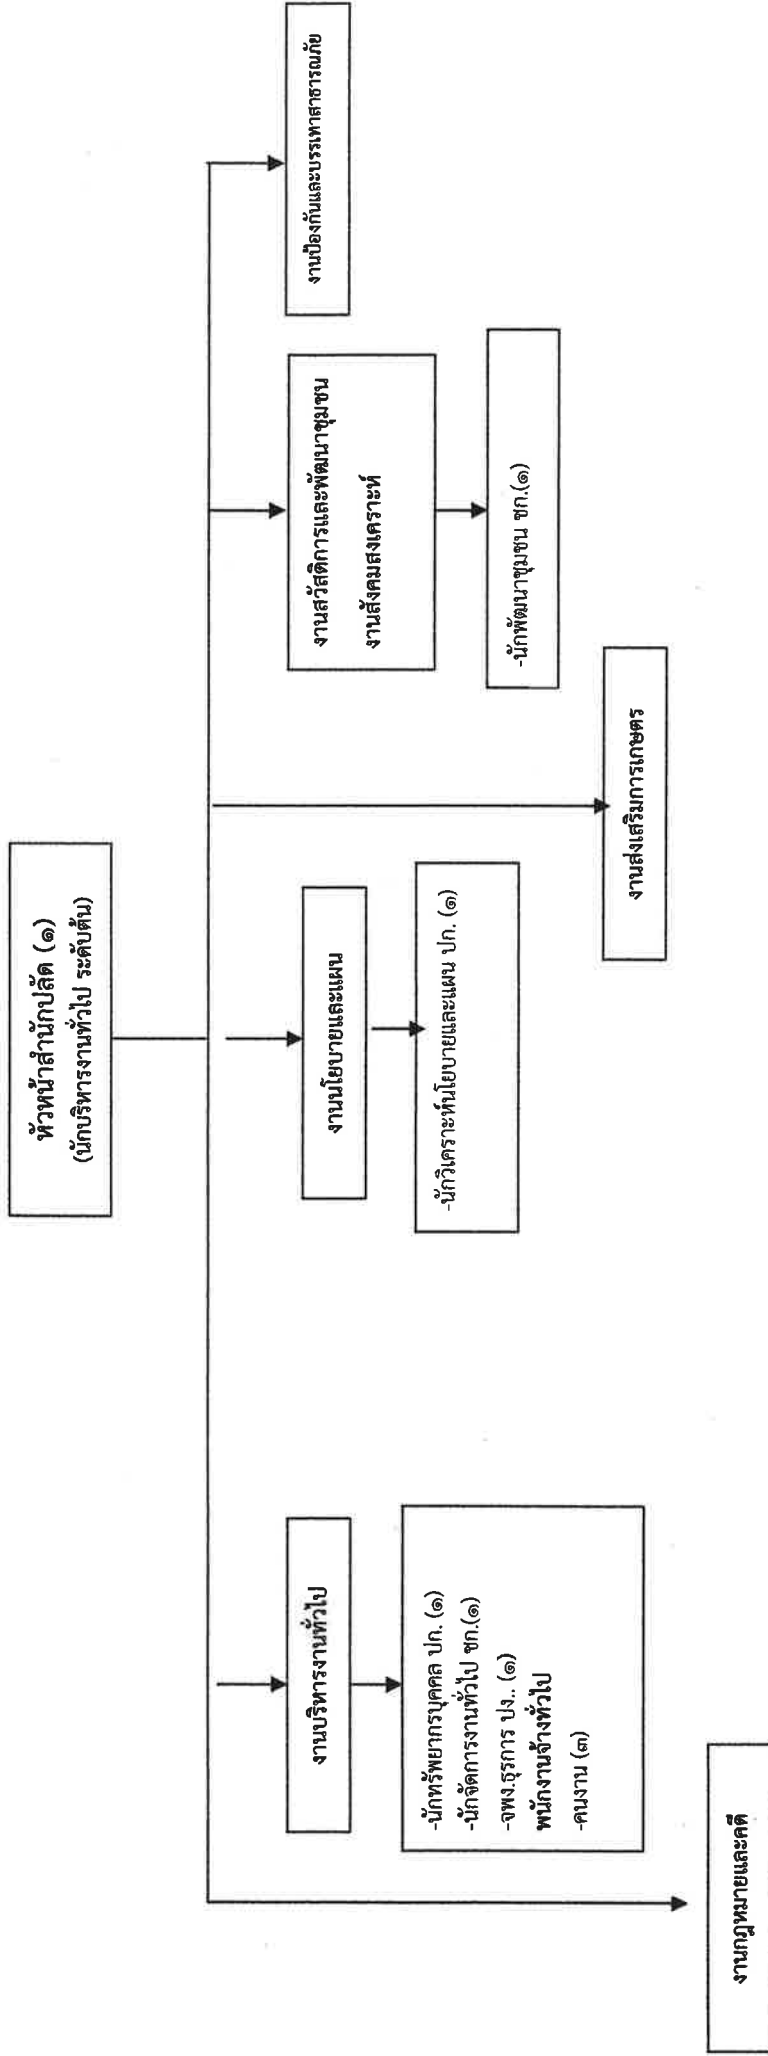 หัวหน้าสำนักปลัด (๑)
(นักบริหารงานทั่วไป ระดับต้น)
งานบริหารงานทั่วไป
-นักทรัพยากรบุคคล ปก. (๑)
-นักจัดการงานทั่วไป ชก.(๑)
-จพง.ธุรการ ปง.. (๑)
พนักงานจ้างทั่วไป
-คนงาน (๓)
งานนโยบายและแผน
-นักวิเคราะห์นโยบายและแผน ปก. (๑)
งานสวัสดิการและพัฒนาชุมชน
งานสังคมสงเคราะห์
-นักพัฒนาชุมชน ชก.(๑)
งานป้องกันและบรรเทาสาธารณภัย
งานส่งเสริมการเกษตร
งานกฎหมายและคดี